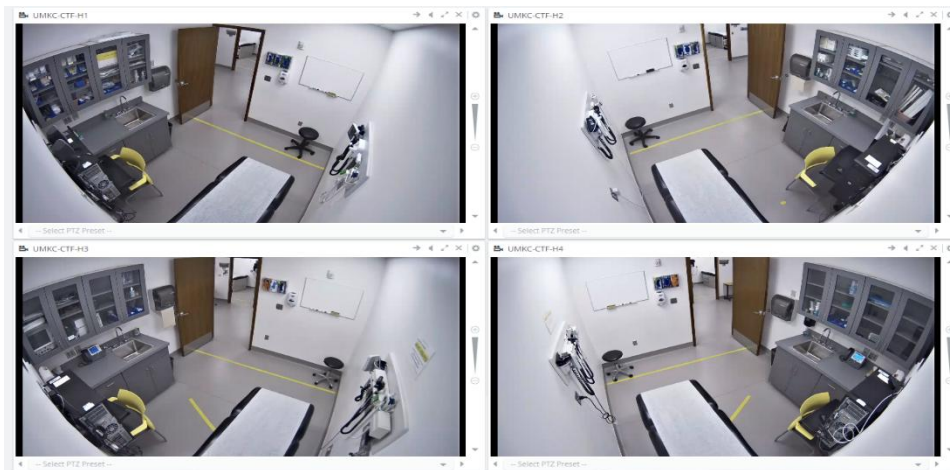 UMKC-CTF-H1
UMKC-CTF-H2
-- Select PTZ Preset --
-- Select PTZ Preset --
UMKC-CTF-H3
UMKC-CTF-H4
-- Select PTZ Preset --
-- Select PTZ Preset --